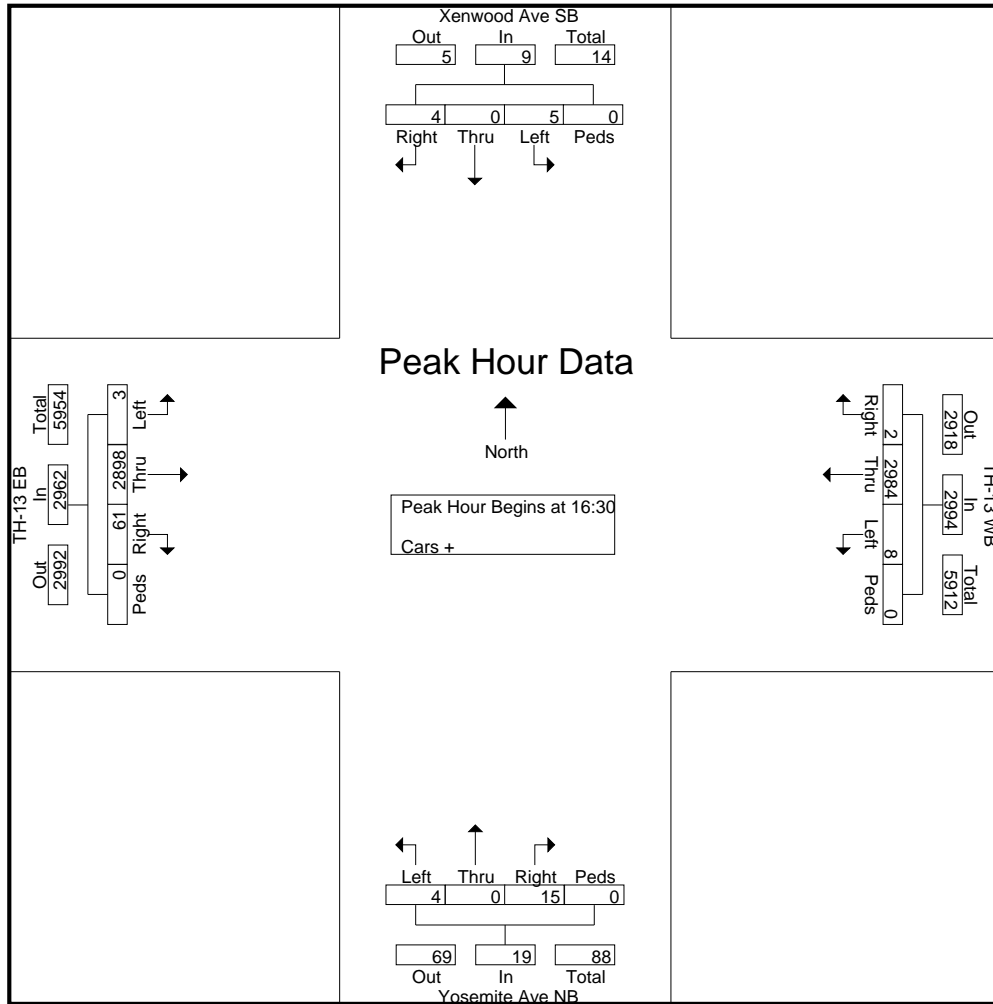 Xenwood Ave SB
Out In Total
5 9 14
4 0 5 0
Right Thru Left Peds
Peak Hour Data
North
Peak Hour Begins at 16:30
Cars +
TH-13 EB
Out In Total
2992 2962 5954
0 61 2898 3
Peds Right Thru Left
TH-13 WB
Out In Total
2918 2994 5912
2 2984 8 0
Right Thru Left Peds
Left Thru Right Peds
4 0 15 0
69 19 88
Out In Total
Yosemite Ave NB